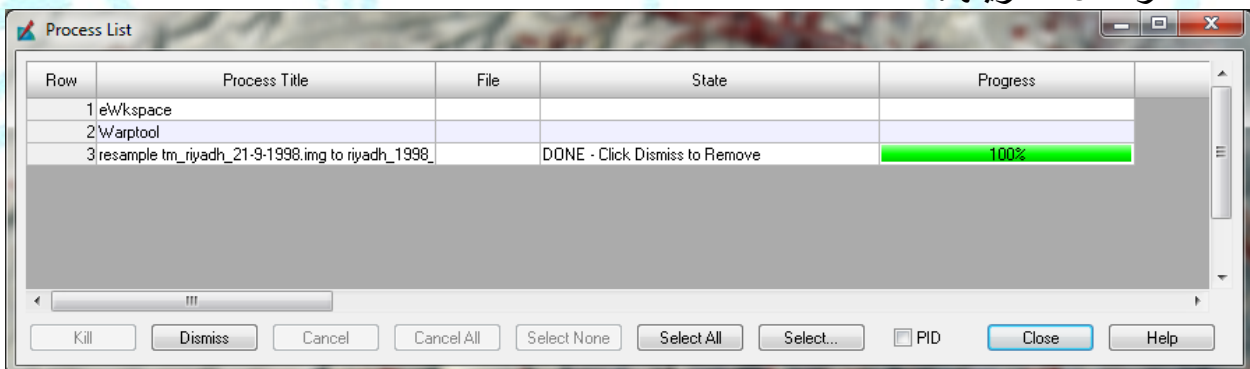 Process List
Row Process Title File State Progress
1 eWkspace
2 Warptool
3 resample tm_riyadh_21-9-1998.img to riyadh_1998_ DONE - Click Dismiss to Remove 100%
Kill Dismiss Cancel Cancel All Select None Select All Select... PID Close Help